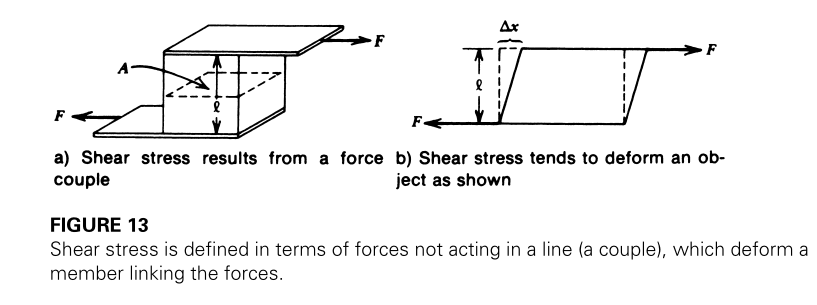 Δx
F
F
A
ℓ
ℓ
F
F
a) Shear stress results from a force
couple
b) Shear stress tends to deform an ob-
ject as shown
FIGURE 13
Shear stress is defined in terms of forces not acting in a line (a couple), which deform a
member linking the forces.